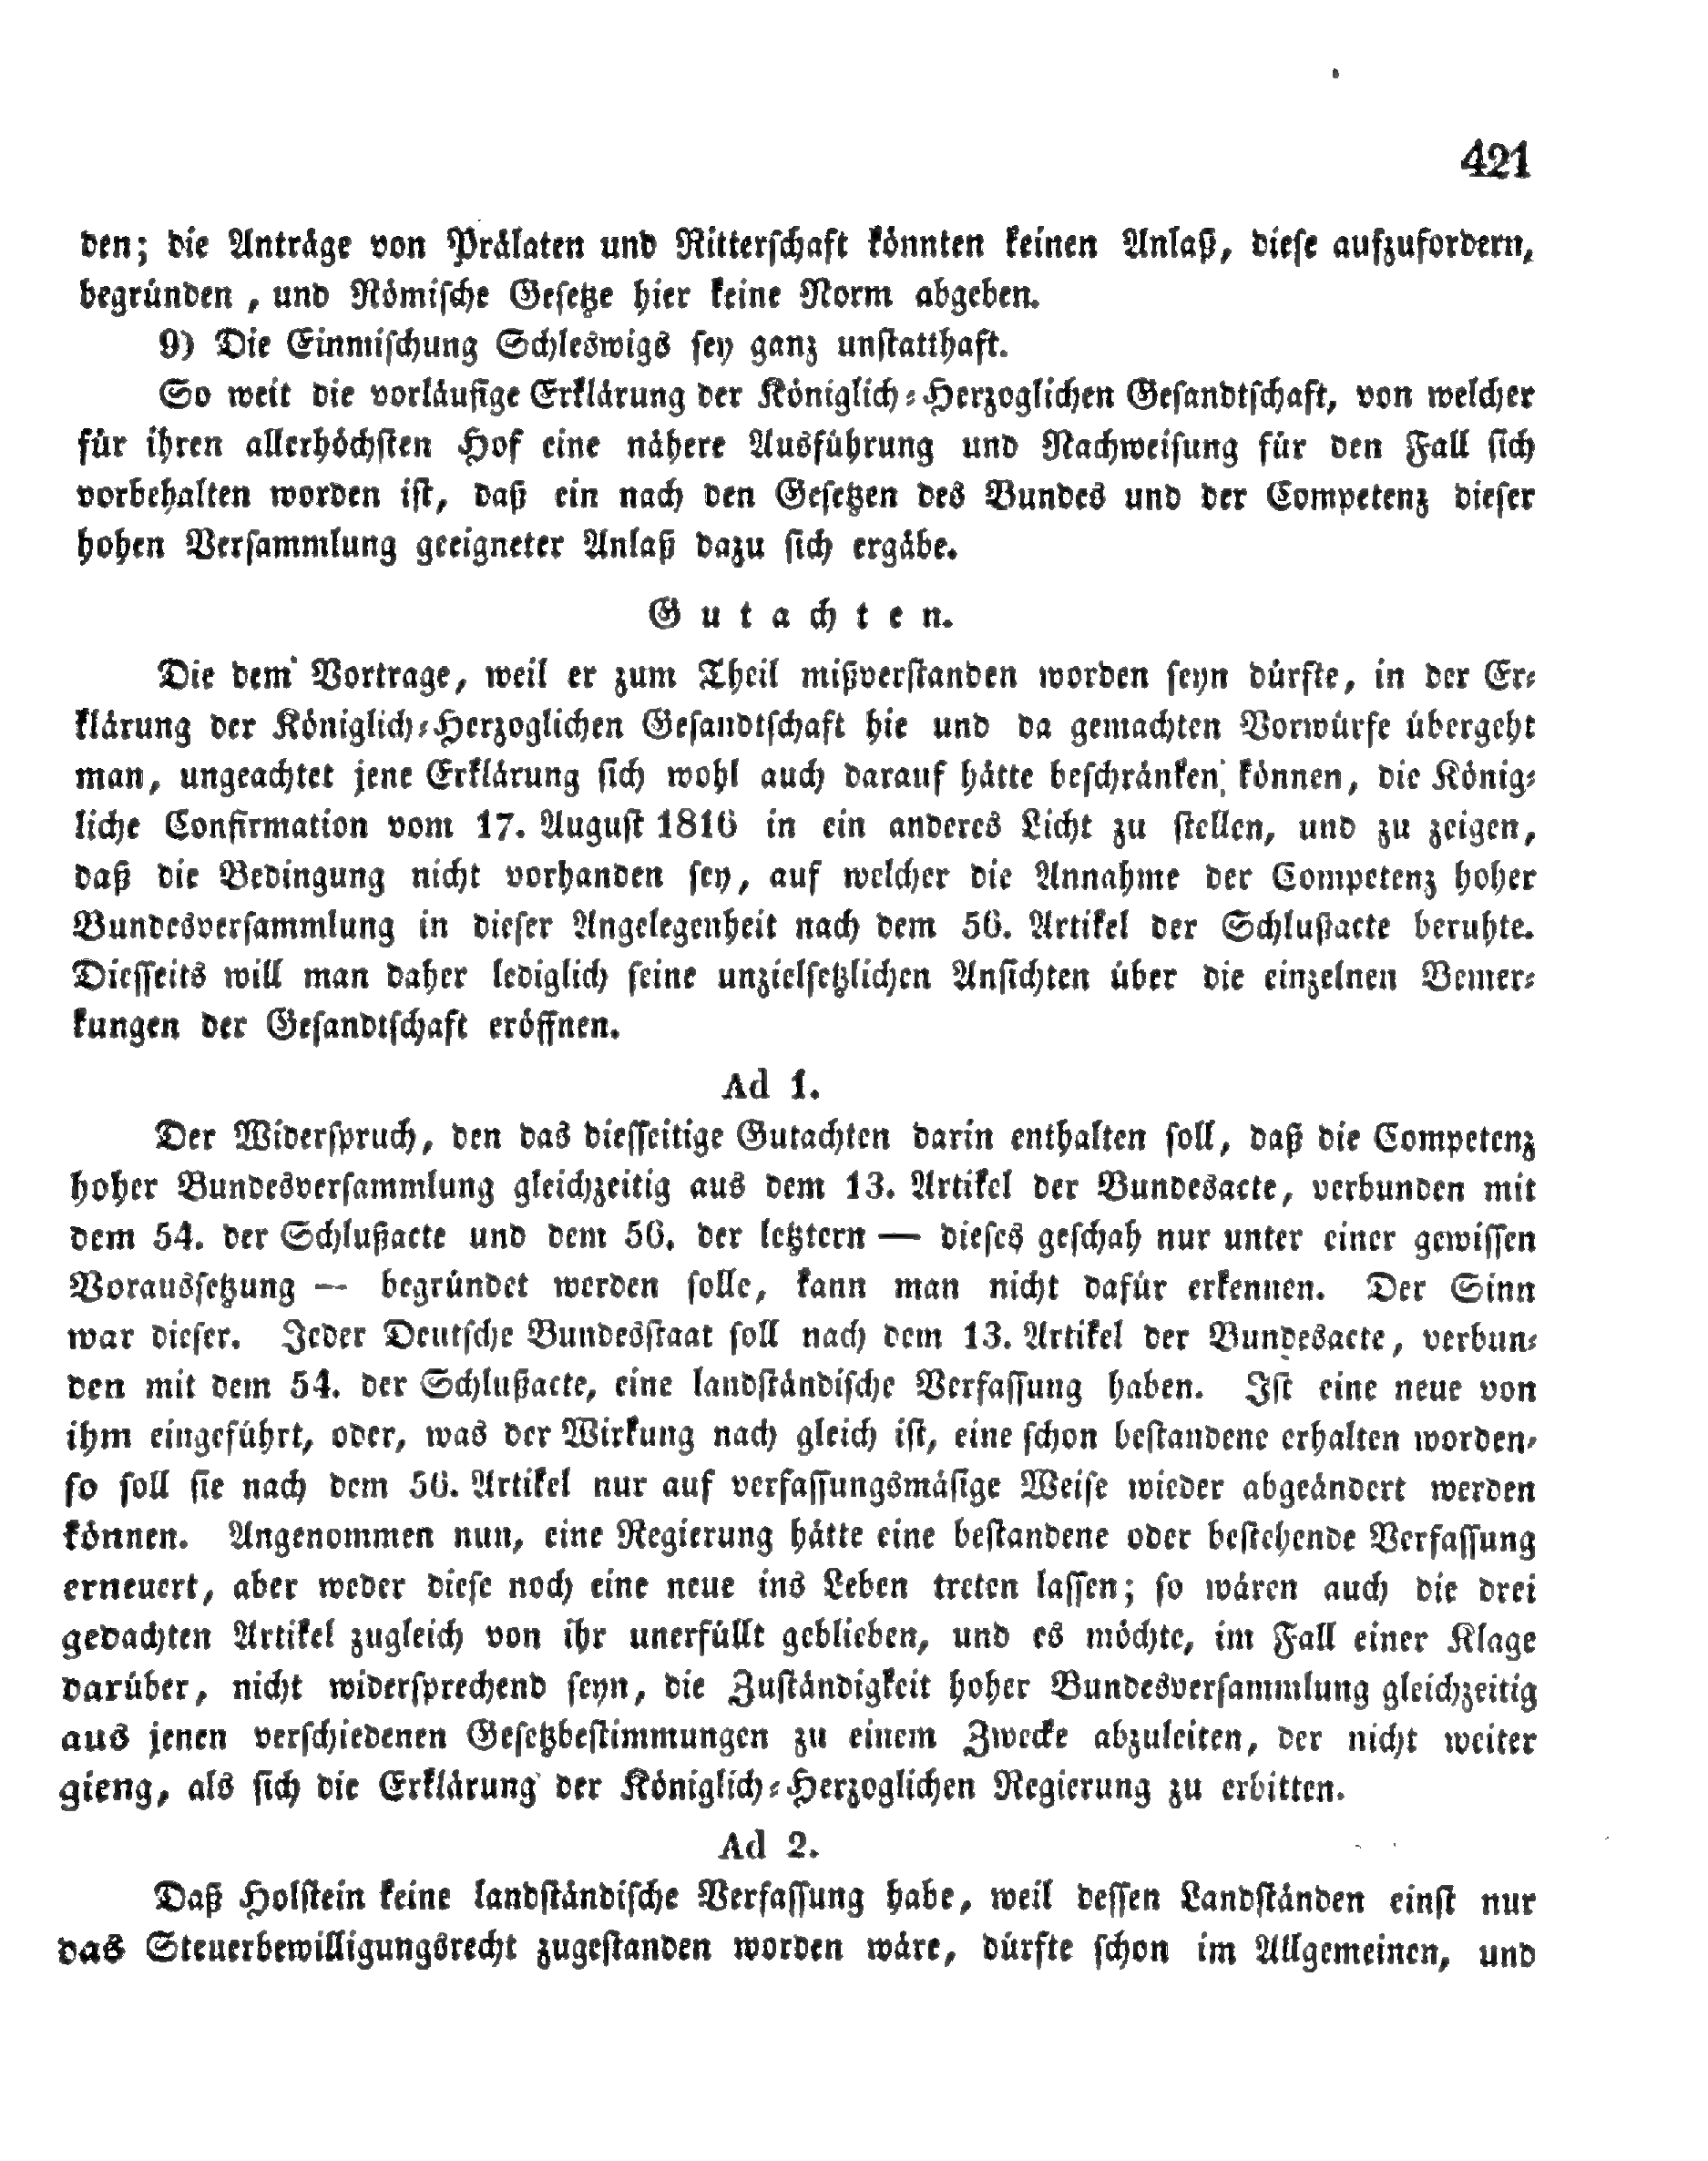 421
den; die Anträge von Prälaten und Ritterschaft könnten keinen Anlaß, diese aufzufordern,
begründen, und Römische Gesetze hier keine Norm abgeben.
9) Die Einmischung Schleswigs sey ganz unstatthaft.
So weit die vorläufige Erklärung der Königlich-Herzoglichen Gesandtschaft, von welcher
für ihren allerhöchsten Hof eine nähere Ausführung und Nachweisung für den Fall sich
vorbehalten worden ist, daß ein nach den Gesetzen des Bundes und der Competenz dieser
hohen Versammlung geeigneter Anlaß dazu sich ergäbe.
Gutachten.
Die dem Vortrage, weil er zum Theil mißverstanden worden seyn dürfte, in der Er-
klärung der Königlich-Herzoglichen Gesandtschaft hie und da gemachten Vorwürfe übergeht
man, ungeachtet jene Erklärung sich wohl auch darauf hätte beschränken können, die König-
liche Confirmation vom 17. August 1816 in ein anderes Licht zu stellen, und zu zeigen,
daß die Bedingung nicht vorhanden sey, auf welcher die Annahme der Competenz hoher
Bundesversammlung in dieser Angelegenheit nach dem 56. Artikel der Schlußacte beruhte.
Diesseits will man daher lediglich seine unzielsetzlichen Ansichten über die einzelnen Bemer-
kungen der Gesandtschaft eröffnen.
Ad 1.
Der Widerspruch, den das diesseitige Gutachten darin enthalten soll, daß die Competenz
hoher Bundesversammlung gleichzeitig aus dem 13. Artikel der Bundesacte, verbunden mit
dem 54. der Schlußacte und dem 56. der letztern — dieses geschah nur unter einer gewissen
Voraussetzung — begründet werden solle, kann man nicht dafür erkennen. Der Sinn
war dieser. Jeder Deutsche Bundesstaat soll nach dem 13. Artikel der Bundesacte, verbun-
den mit dem 54. der Schlußacte, eine landständische Verfassung haben. Ist eine neue von
ihm eingeführt, oder, was der Wirkung nach gleich ist, eine schon bestandene erhalten worden,
so soll sie nach dem 56. Artikel nur auf verfassungsmäsige Weise wieder abgeändert werden
können. Angenommen nun, eine Regierung hätte eine bestandene oder bestehende Verfassung
erneuert, aber weder diese noch eine neue ins Leben treten lassen; so wären auch die drei
gedachten Artikel zugleich von ihr unerfüllt geblieben, und es möchte, im Fall einer Klage
darüber, nicht widersprechend seyn, die Zuständigkeit hoher Bundesversammlung gleichzeitig
aus jenen verschiedenen Gesetzbestimmungen zu einem Zwecke abzuleiten, der nicht weiter
gieng, als sich die Erklärung der Königlich-Herzoglichen Regierung zu erbitten.
Ad 2.
Daß Holstein keine landständische Verfassung habe, weil dessen Landständen einst nur
das Steuerbewilligungsrecht zugestanden worden wäre, dürfte schon im Allgemeinen, und